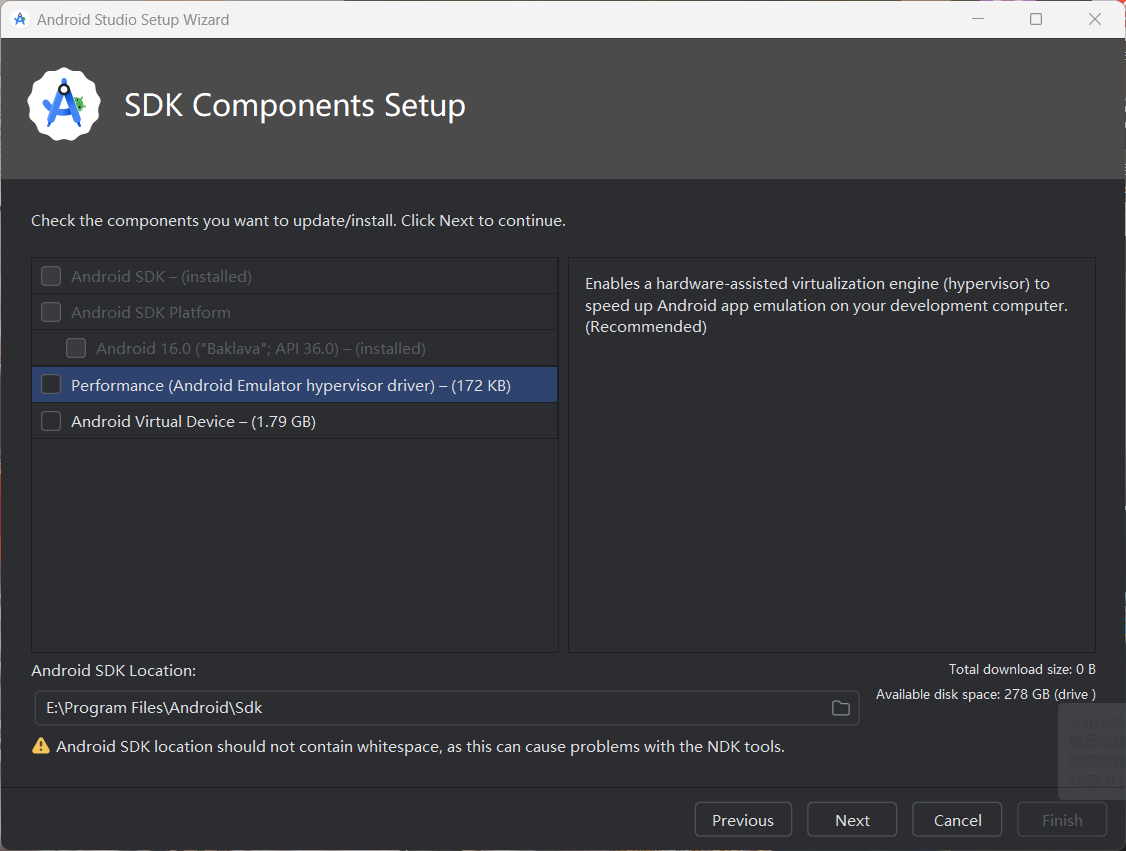 Android Studio Setup Wizard
SDK Components Setup
Check the components you want to update/install. Click Next to continue.
Android SDK – (installed)
Android SDK Platform
Android 16.0 ("Baklava"; API 36.0) – (installed)
Performance (Android Emulator hypervisor driver) – (172 KB)
Android Virtual Device – (1.79 GB)
Enables a hardware-assisted virtualization engine (hypervisor) to
speed up Android app emulation on your development computer.
(Recommended)
Android SDK Location:
Total download size: 0 B
E:\Program Files\Android\Sdk
Available disk space: 278 GB (drive )
Android SDK location should not contain whitespace, as this can cause problems with the NDK tools.
Previous
Next
Cancel
Finish